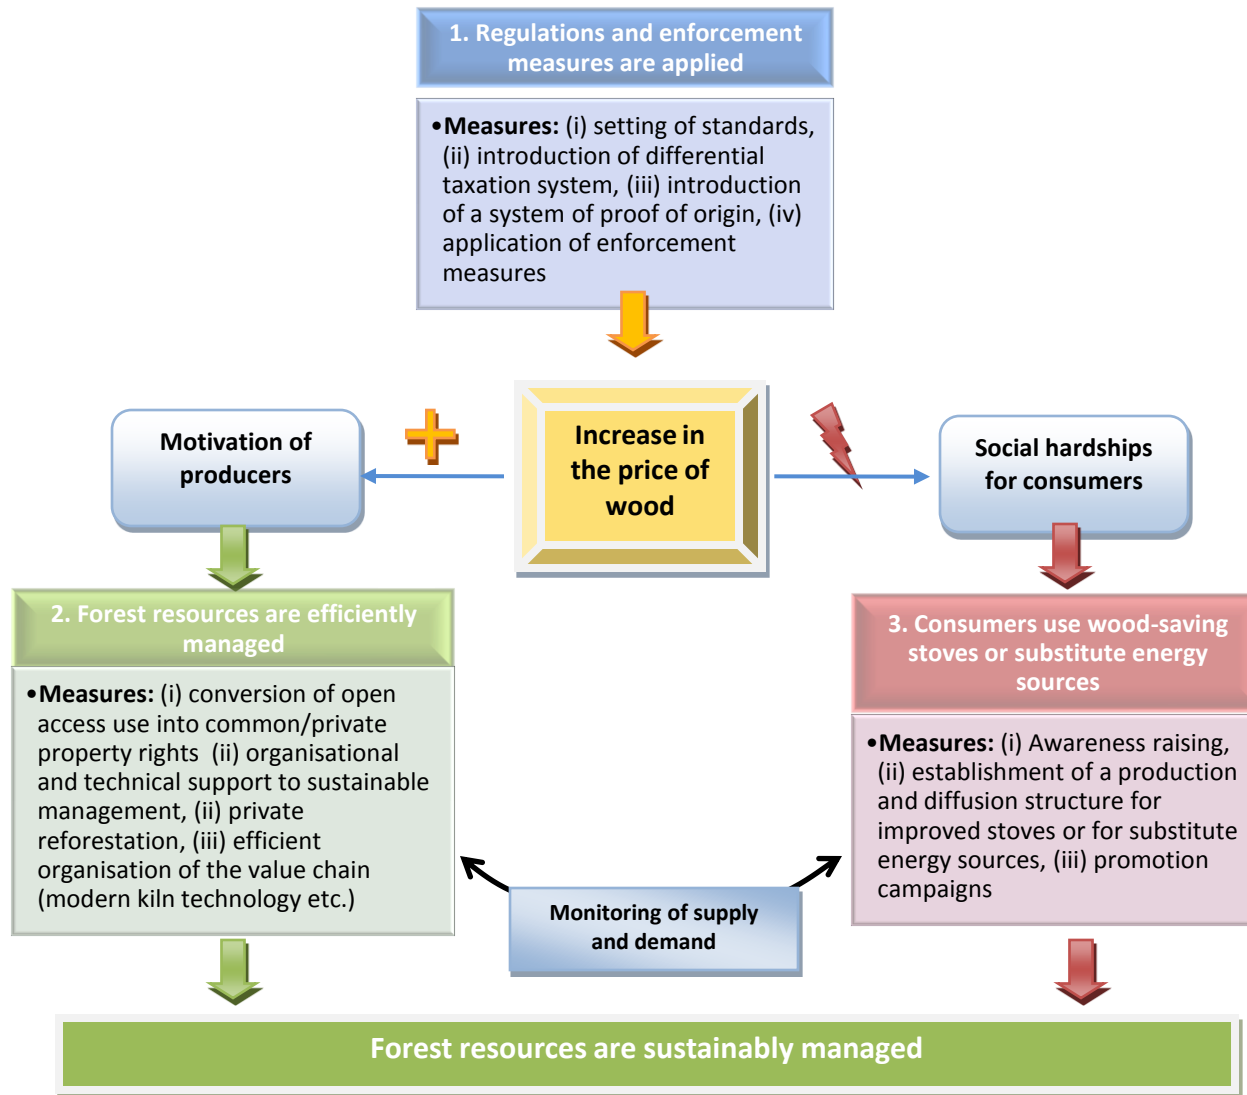 1. Regulations and enforcement
measures are applied
•Measures: (i) setting of standards,
(ii) introduction of differential
taxation system, (iii) introduction
of a system of proof of origin, (iv)
application of enforcement
measures
Motivation of
producers
Increase in
the price of
wood
Social hardships
for consumers
2. Forest resources are efficiently
managed
•Measures: (i) conversion of open
access use into common/private
property rights (ii) organisational
and technical support to sustainable
management, (ii) private
reforestation, (iii) efficient
organisation of the value chain
(modern kiln technology etc.)
3. Consumers use wood-saving
stoves or substitute energy
sources
•Measures: (i) Awareness raising,
(ii) establishment of a production
and diffusion structure for
improved stoves or for substitute
energy sources, (iii) promotion
campaigns
Monitoring of supply
and demand
Forest resources are sustainably managed